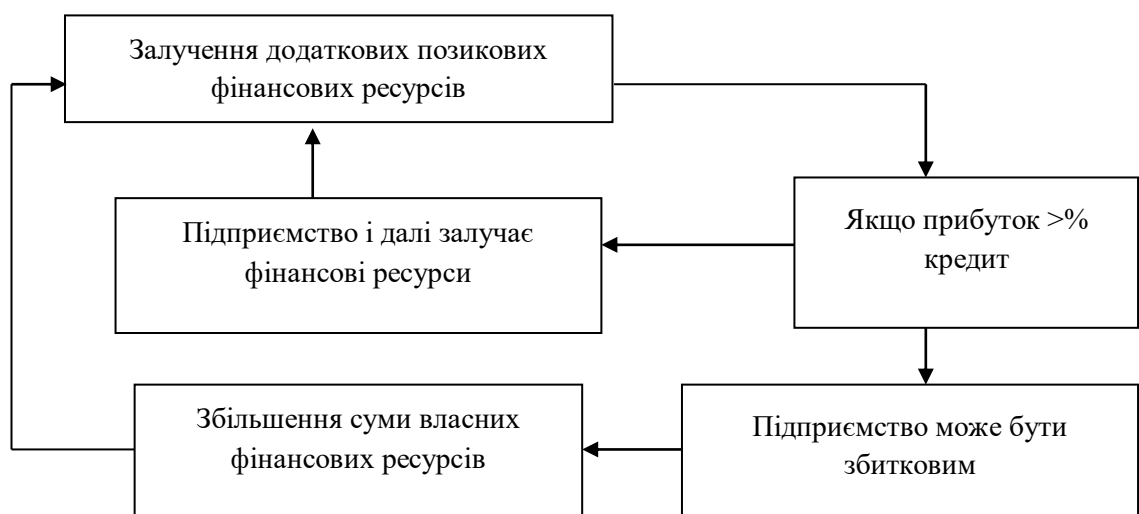 Залучення додаткових позикових
фінансових ресурсів
Якщо прибуток >%
кредит
Підприємство і далі залучає
фінансові ресурси
Збільшення суми власних
фінансових ресурсів
Підприємство може бути
збитковим